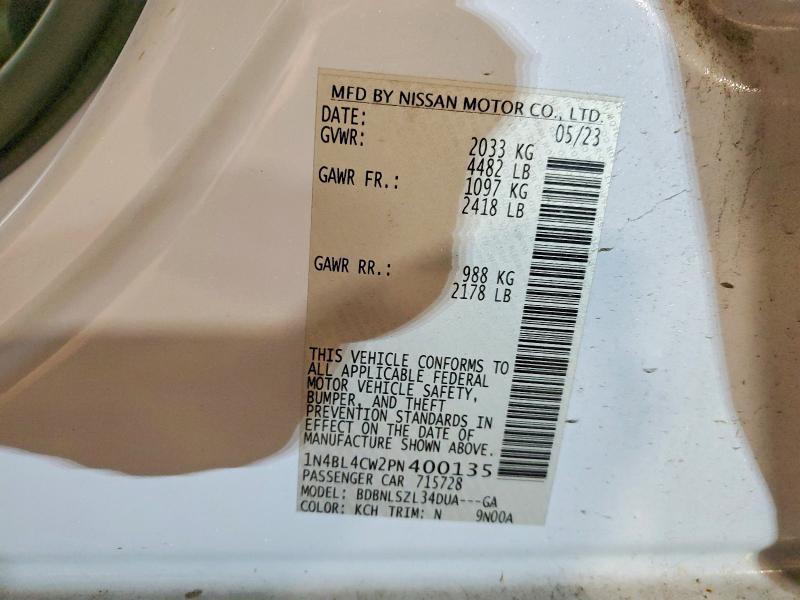 MFD BY NISSAN MOTOR CO., LTD.
DATE: 05/23
GVWR: 2033 KG
4482 LB
GAWR FR.: 1097 KG
2418 LB
GAWR RR.: 988 KG
2178 LB
THIS VEHICLE CONFORMS TO
ALL APPLICABLE FEDERAL
MOTOR VEHICLE SAFETY,
BUMPER, AND THEFT
PREVENTION STANDARDS IN
EFFECT ON THE DATE OF
MANUFACTURE SHOWN ABOVE.
1N4BL4CW2PN400135
PASSENGER CAR 715728
MODEL: BDBNLSZL34DUA---GA
COLOR: KCH TRIM: N 9N00A